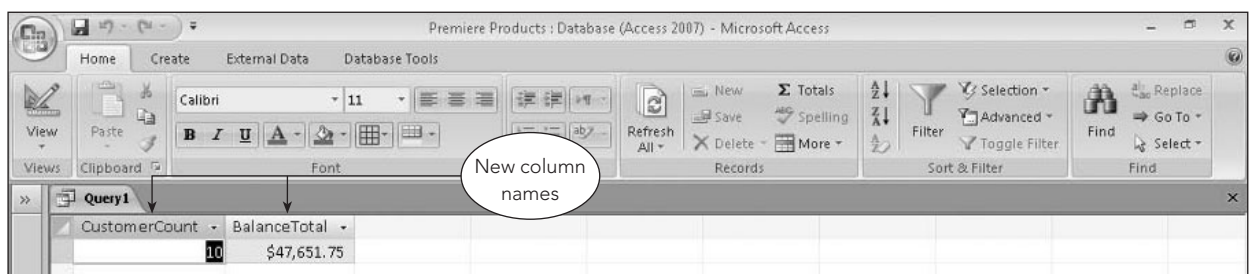 Premiere Products : Database (Access 2007) - Microsoft Access
Home Create External Data Database Tools
View
Views
Paste
Clipboard
Calibri 11
B I U A
Font
Refresh All
New
Save
Delete
Σ Totals
Spelling
More
Records
Filter
Selection
Advanced
Toggle Filter
Sort & Filter
Find
Replace
Go To
Select
Find
New column
names
Query1
CustomerCount BalanceTotal
10 $47,651.75